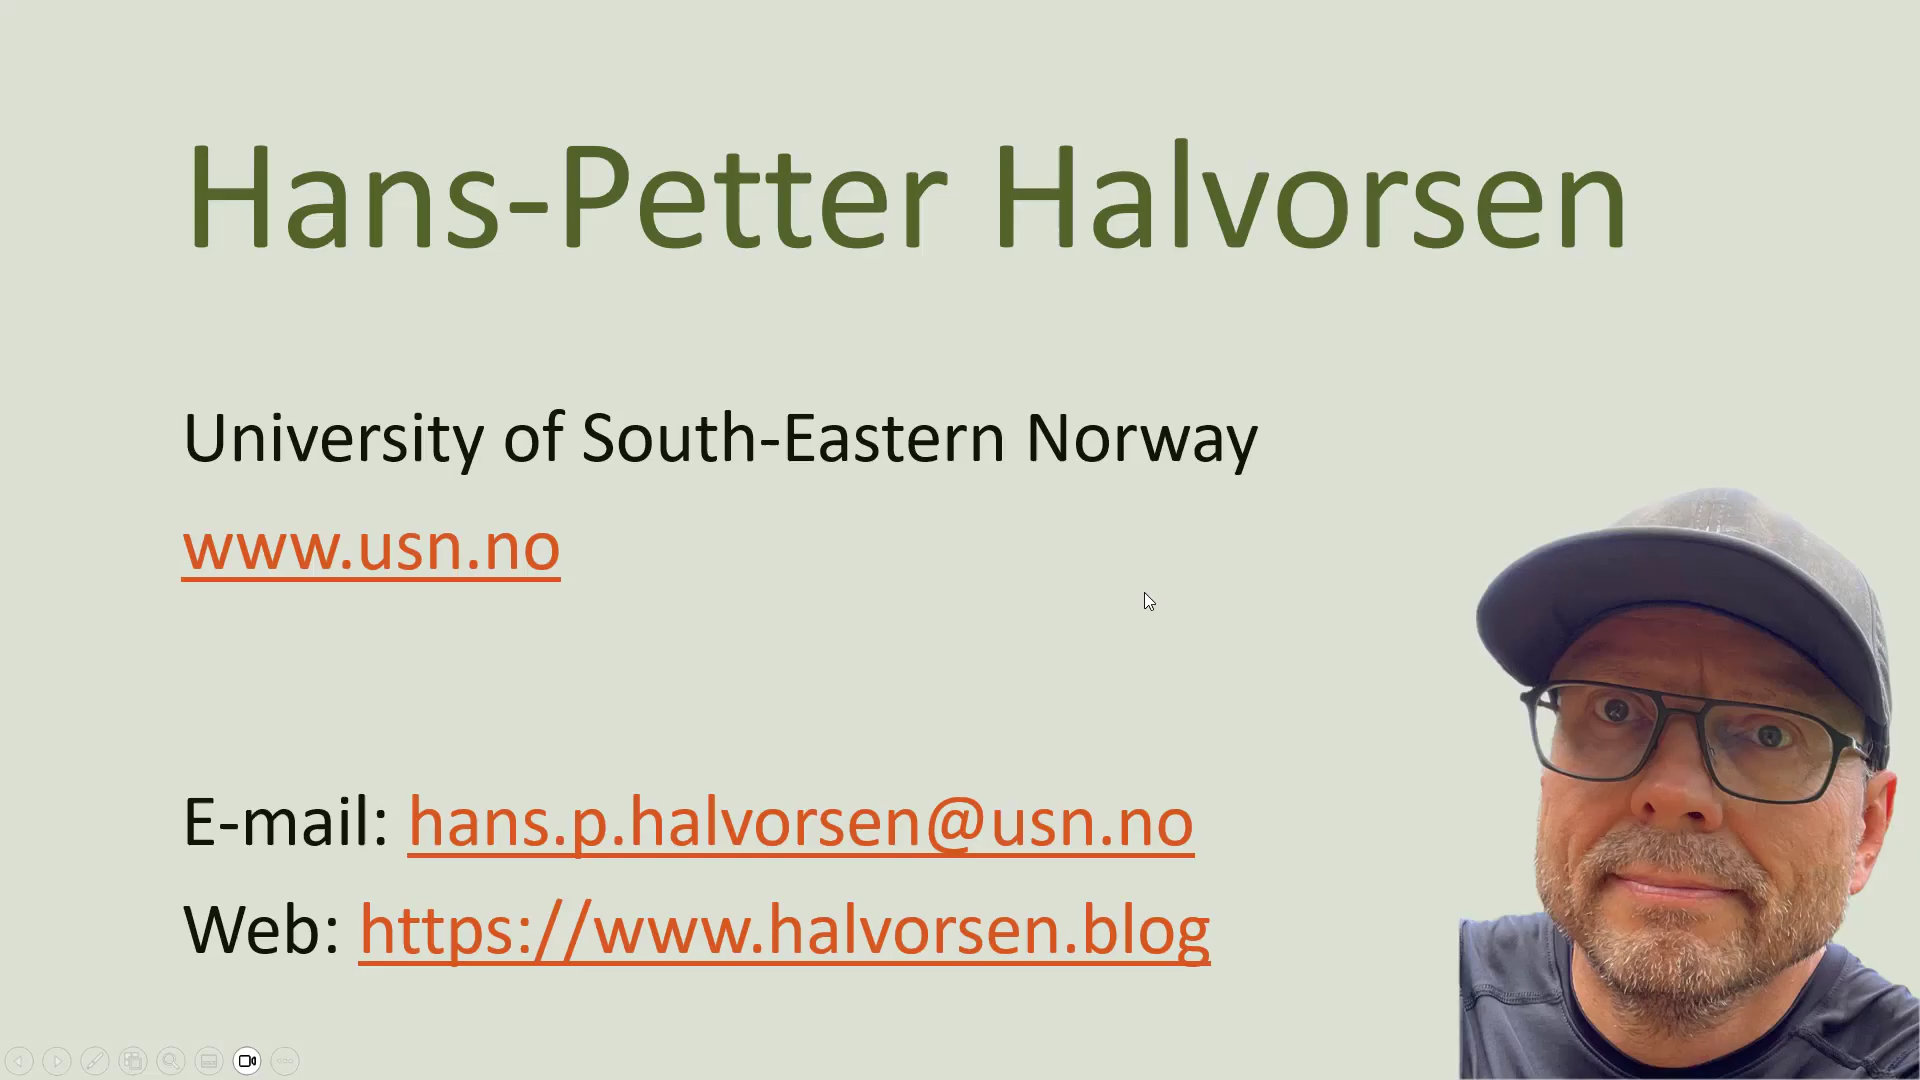 Hans-Petter Halvorsen
University of South-Eastern Norway
www.usn.no
E-mail: hans.p.halvorsen@usn.no
Web: https://www.halvorsen.blog